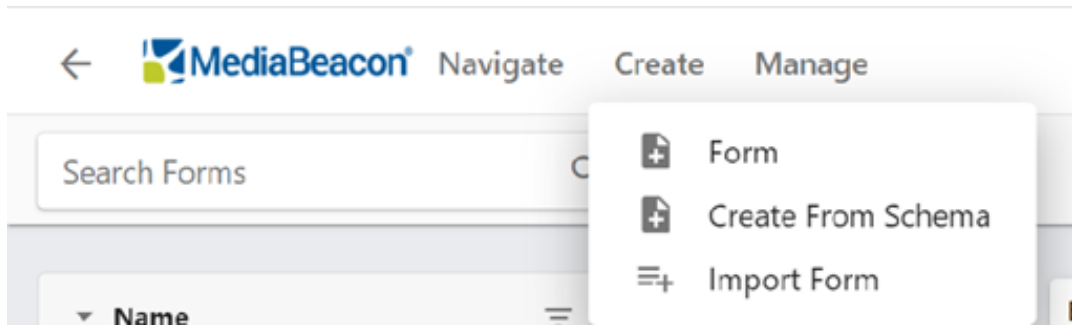 MediaBeacon® Navigate Create Manage
Search Forms
Form
Create From Schema
Import Form
Name